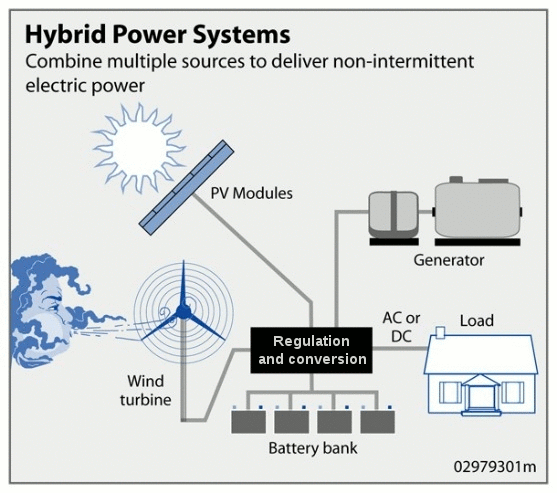 Hybrid Power Systems
Combine multiple sources to deliver non-intermittent
electric power
PV Modules
Generator
AC or
DC
Load
Regulation
and conversion
Wind
turbine
Battery bank
02979301m